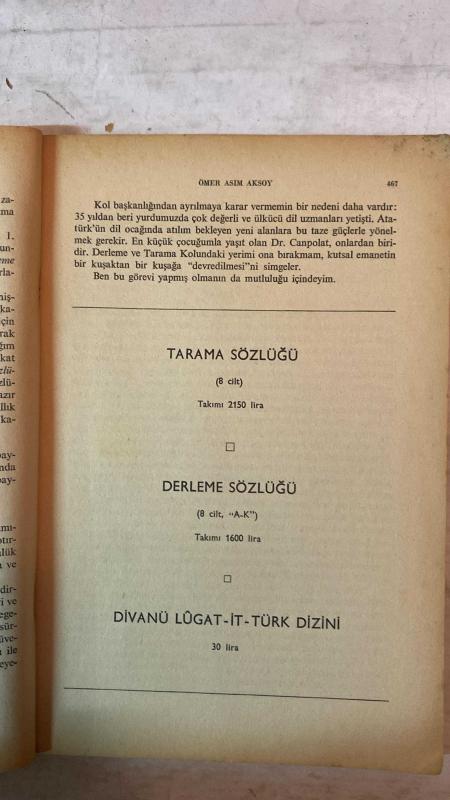 ÖMER ASIM AKSOY 467
Kol başkanlığından ayrılmaya karar vermemin bir nedeni daha vardır:
35 yıldan beri yurdumuzda çok değerli ve ülkücü dil uzmanları yetişti. Ata-
türk'ün dil ocağında atılım bekleyen yeni alanlara bu taze güçlerle yönel-
mek gerekir. En küçük çocuğumla yaşıt olan Dr. Canpolat, onlardan biri-
dir. Derleme ve Tarama Kolundaki yerimi ona bırakmam, kutsal emanetin
bir kuşaktan bir kuşağa “devredilmesi”ni simgeler.
Ben bu görevi yapmış olmanın da mutluluğu içindeyim.
TARAMA SÖZLÜĞÜ
(8 cilt)
Takımı 2150 lira
DERLEME SÖZLÜĞÜ
(8 cilt, “A-K”)
Takımı 1600 lira
DİVANÜ LÛGAT-İT-TÜRK DİZİNİ
30 lira